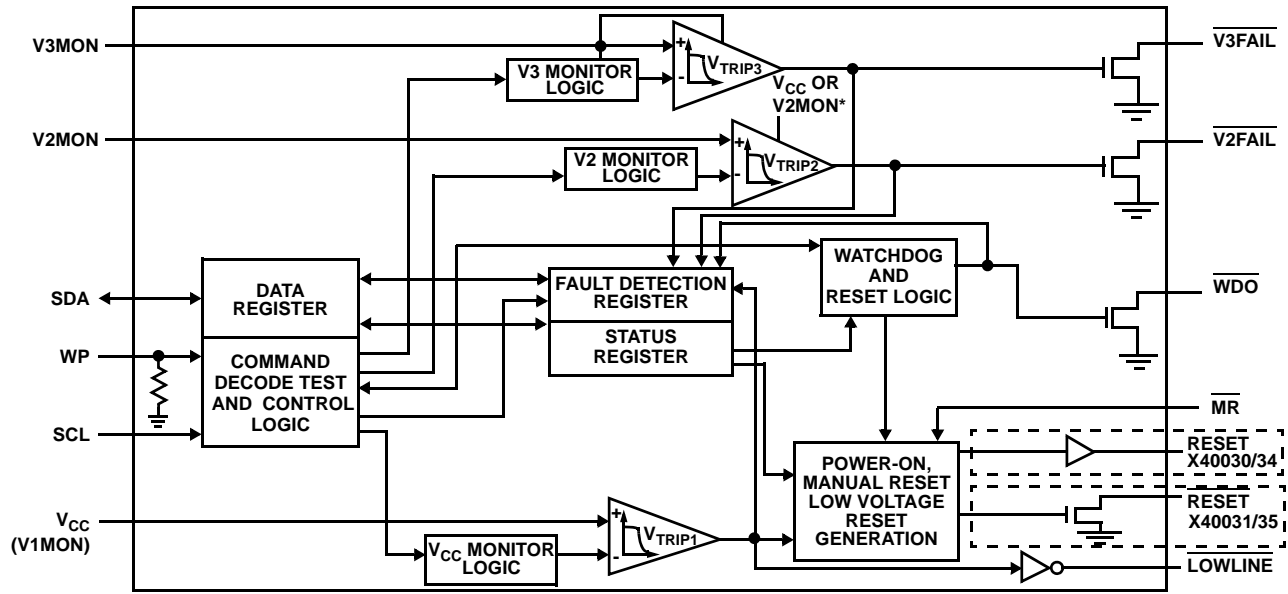 V3MON
V3 MONITOR
LOGIC
+
-
VTRIP3
VCC OR
V2MON*
V3FAIL
V2MON
V2 MONITOR
LOGIC
+
-
VTRIP2
V2FAIL
SDA
DATA
REGISTER
FAULT DETECTION
REGISTER
STATUS
REGISTER
WATCHDOG
AND
RESET LOGIC
WDO
WP
COMMAND
DECODE TEST
AND CONTROL
LOGIC
SCL
MR
POWER-ON,
MANUAL RESET
LOW VOLTAGE
RESET
GENERATION
RESET
X40030/34
RESET
X40031/35
VCC
(V1MON)
VCC MONITOR
LOGIC
+
-
VTRIP1
LOWLINE